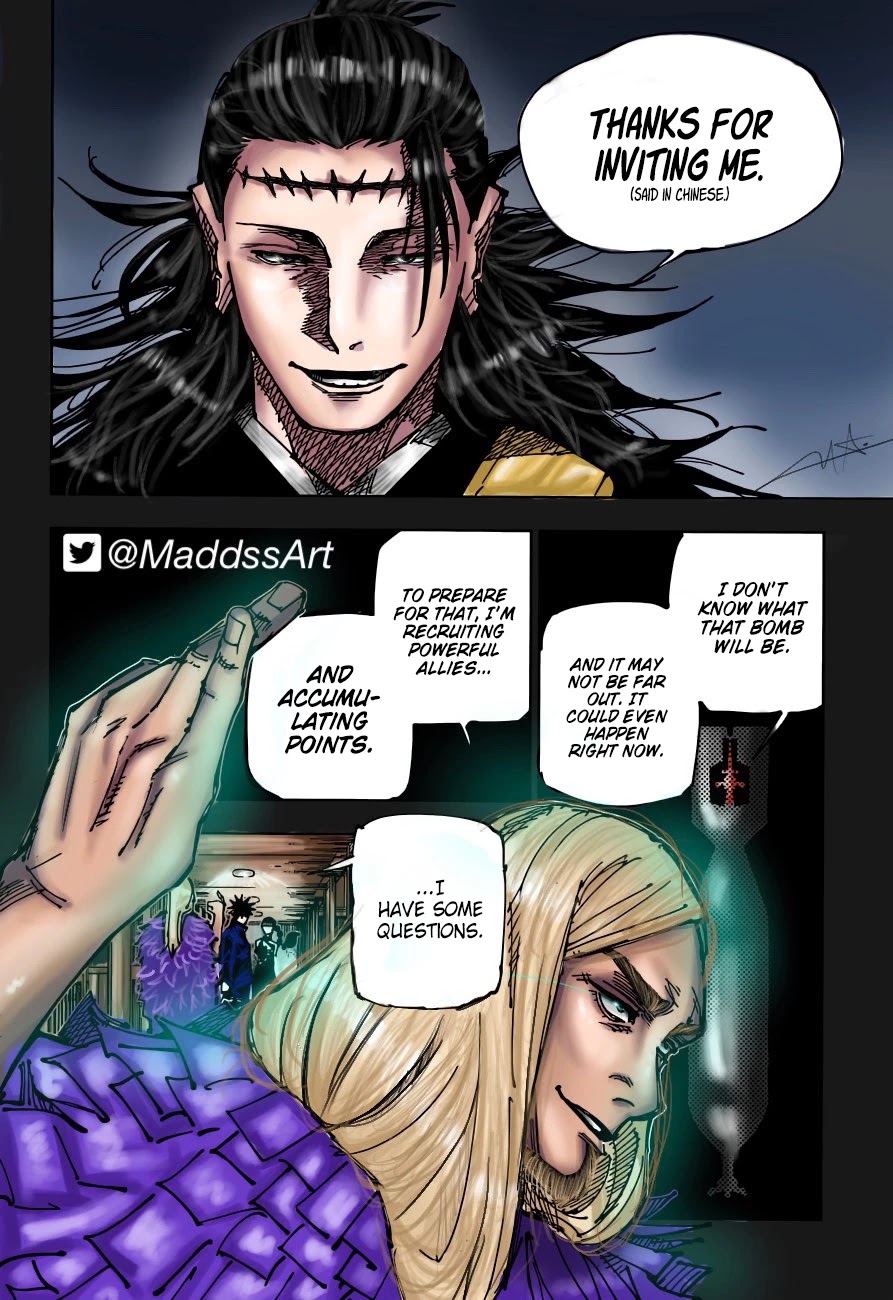 THANKS FOR
INVITING ME.
(SAID IN CHINESE.)
@MaddssArt
I DON'T
KNOW WHAT
THAT BOMB
WILL BE.
AND IT MAY
NOT BE FAR
OUT. IT
COULD EVEN
HAPPEN
RIGHT NOW.
TO PREPARE
FOR THAT, I'M
RECRUITING
POWERFUL
ALLIES...
AND
ACCUMU-
LATING
POINTS.
...I
HAVE SOME
QUESTIONS.